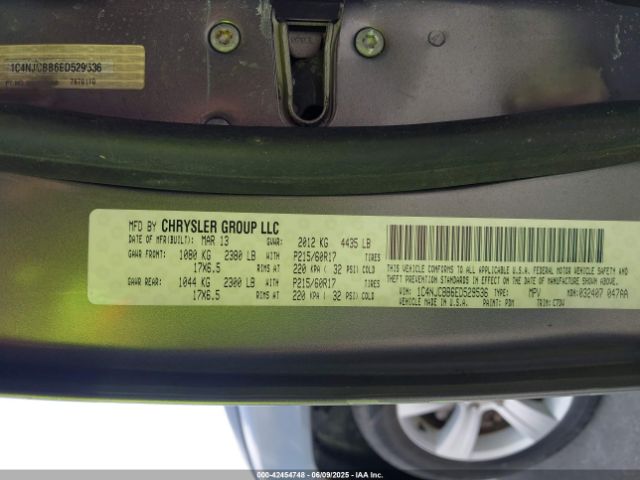 1C4NJCBB6ED529536
MFD BY CHRYSLER GROUP LLC
DATE OF MFR(BUILT): MAR 13 GVWR: 2012 KG 4435 LB
GAWR FRONT: 1080 KG 2380 LB WITH P215/60R17 TIRES
17X6.5 RIMS AT 220 KPA ( 32 PSI) COLD
GAWR REAR: 1044 KG 2300 LB WITH P215/60R17 TIRES
17X6.5 RIMS AT 220 KPA ( 32 PSI) COLD
THIS VEHICLE CONFORMS TO ALL APPLICABLE U.S.A. FEDERAL MOTOR VEHICLE SAFETY, BUMPER, AND
THEFT PREVENTION STANDARDS IN EFFECT ON THE DATE OF MANUFACTURE SHOWN ABOVE.
VIN: 1C4NJCBB6ED529536 TYPE: MPV MDH: 032407 047AA
VEHICLE MADE IN U.S.A. PAINT: PDM TRIM: C7DV
000-42454748 - 06/09/2025 - IAA Inc.